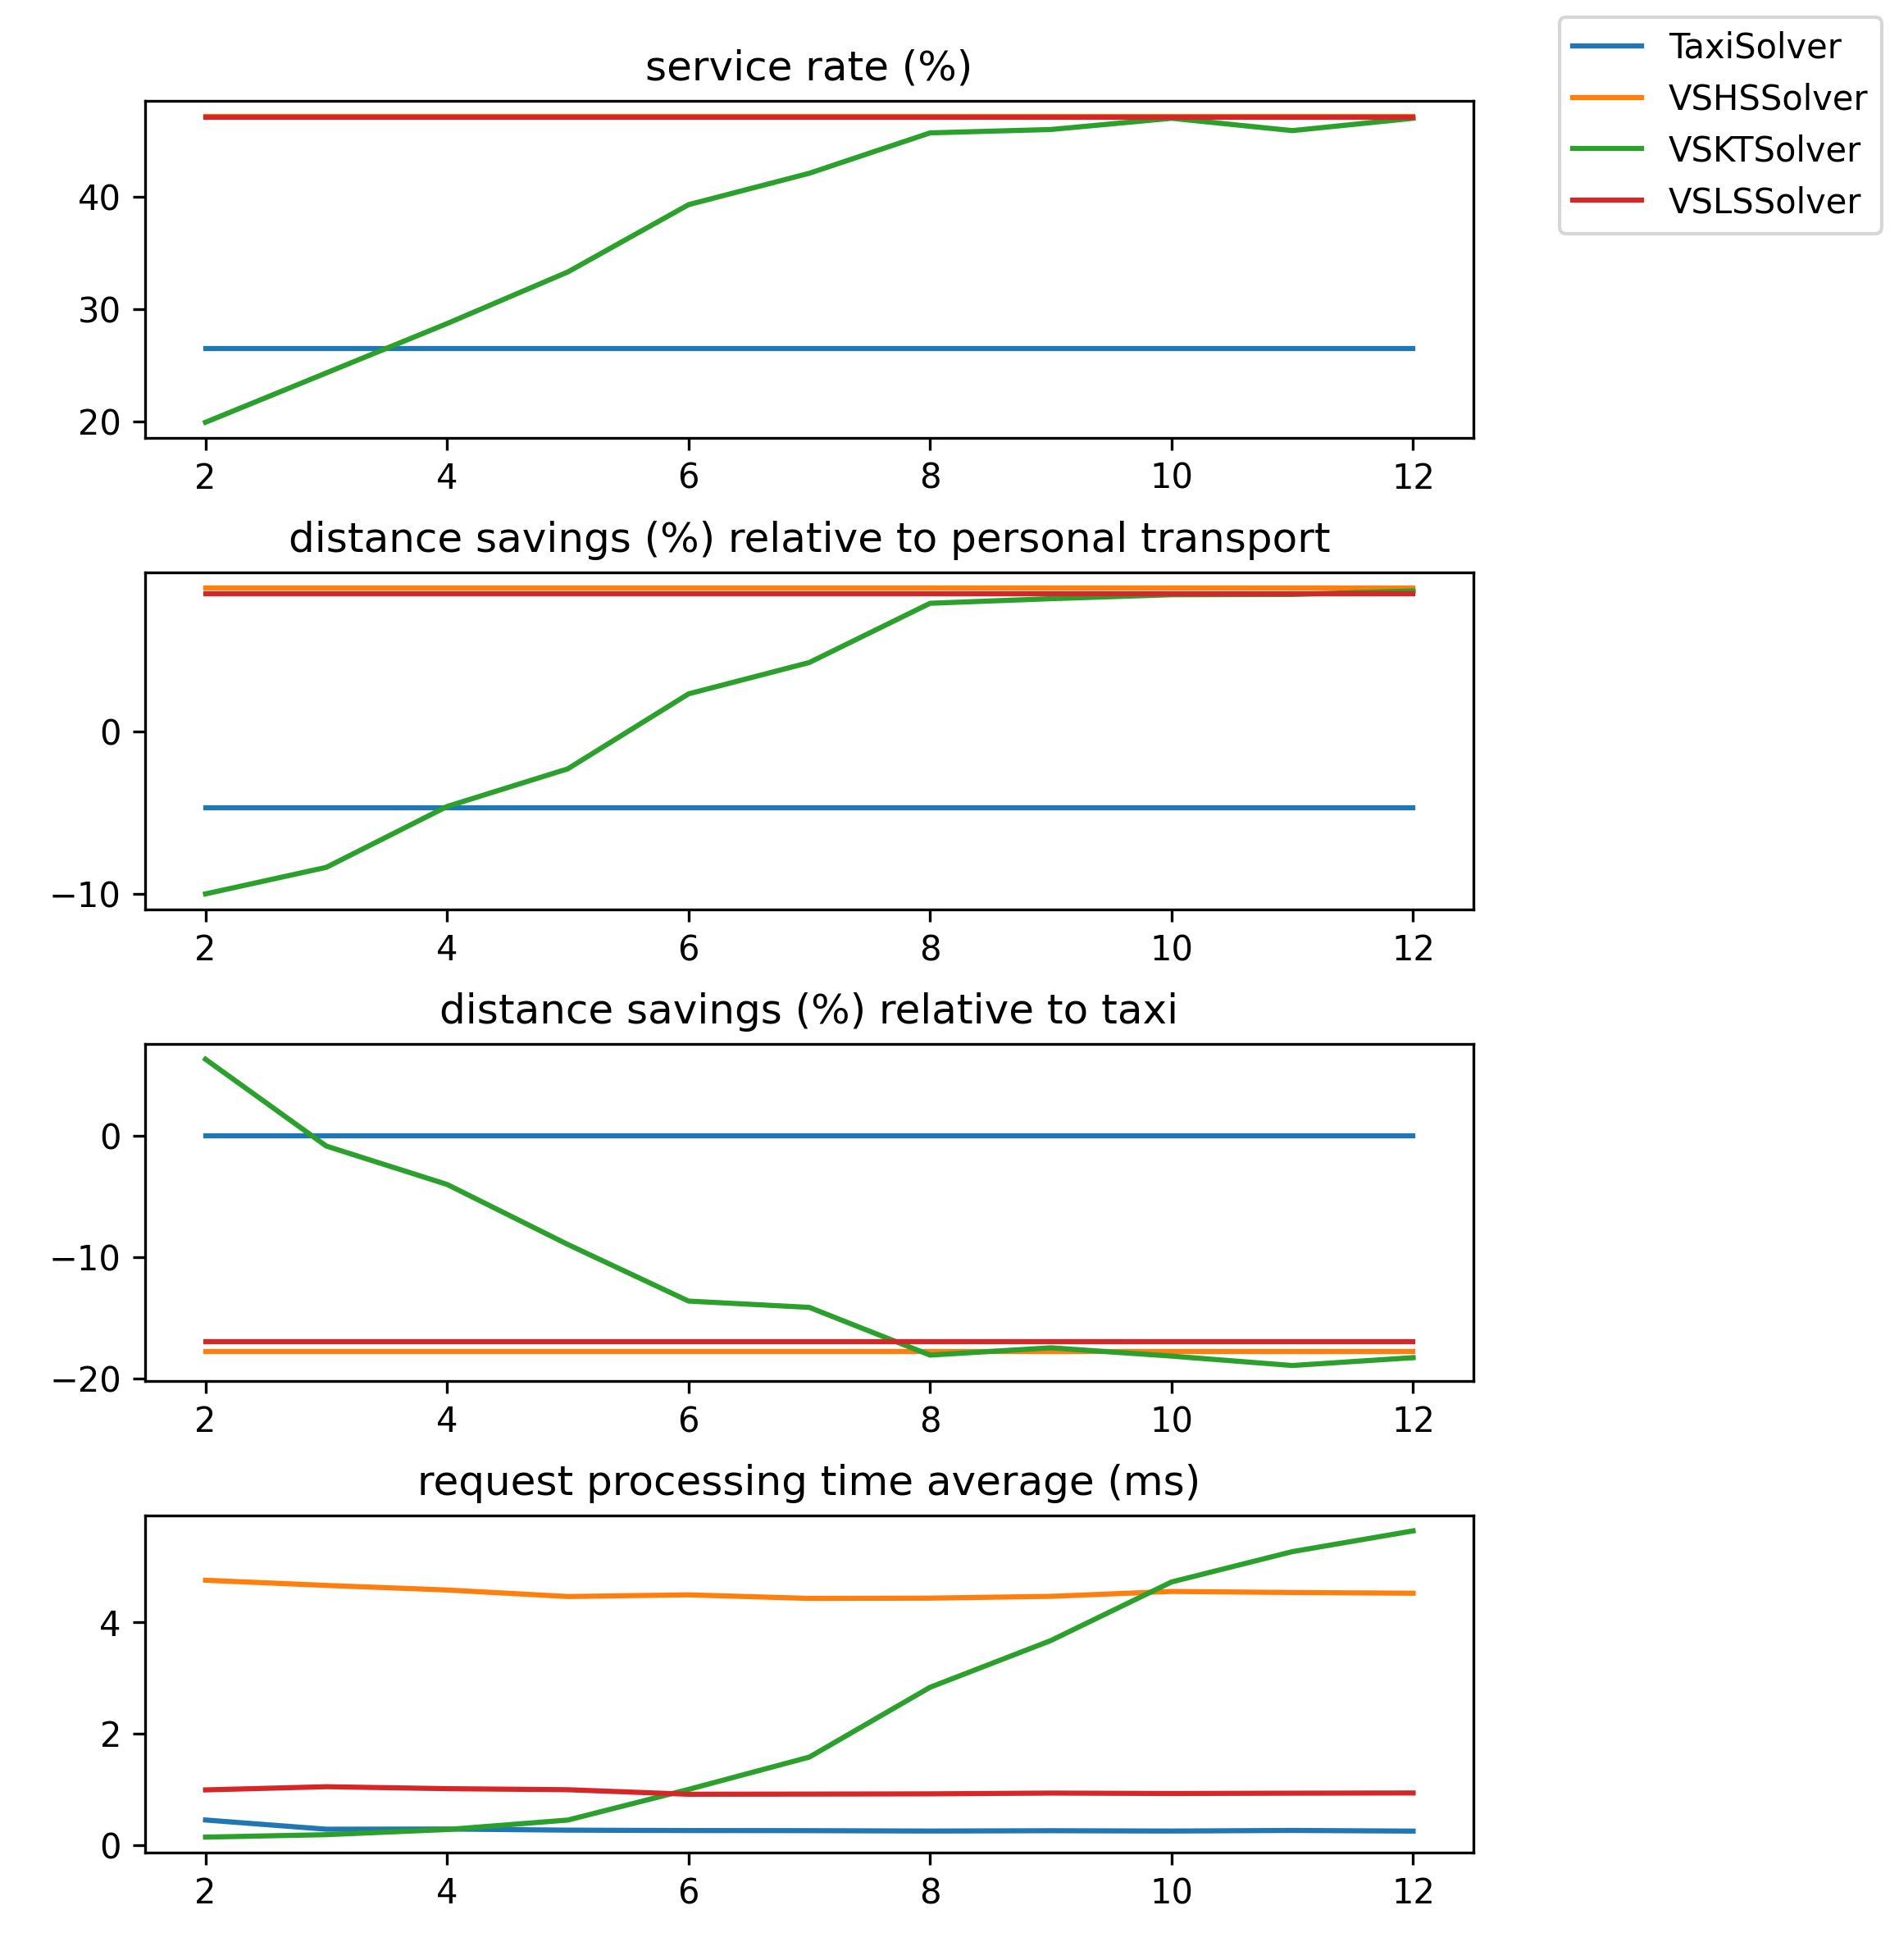 TaxiSolver
VSHSSolver
VSKTSolver
VSLSSolver
service rate (%)
40
30
20
2 4 6 8 10 12
distance savings (%) relative to personal transport
0
−10
2 4 6 8 10 12
distance savings (%) relative to taxi
0
−10
−20
2 4 6 8 10 12
request processing time average (ms)
4
2
0
2 4 6 8 10 12